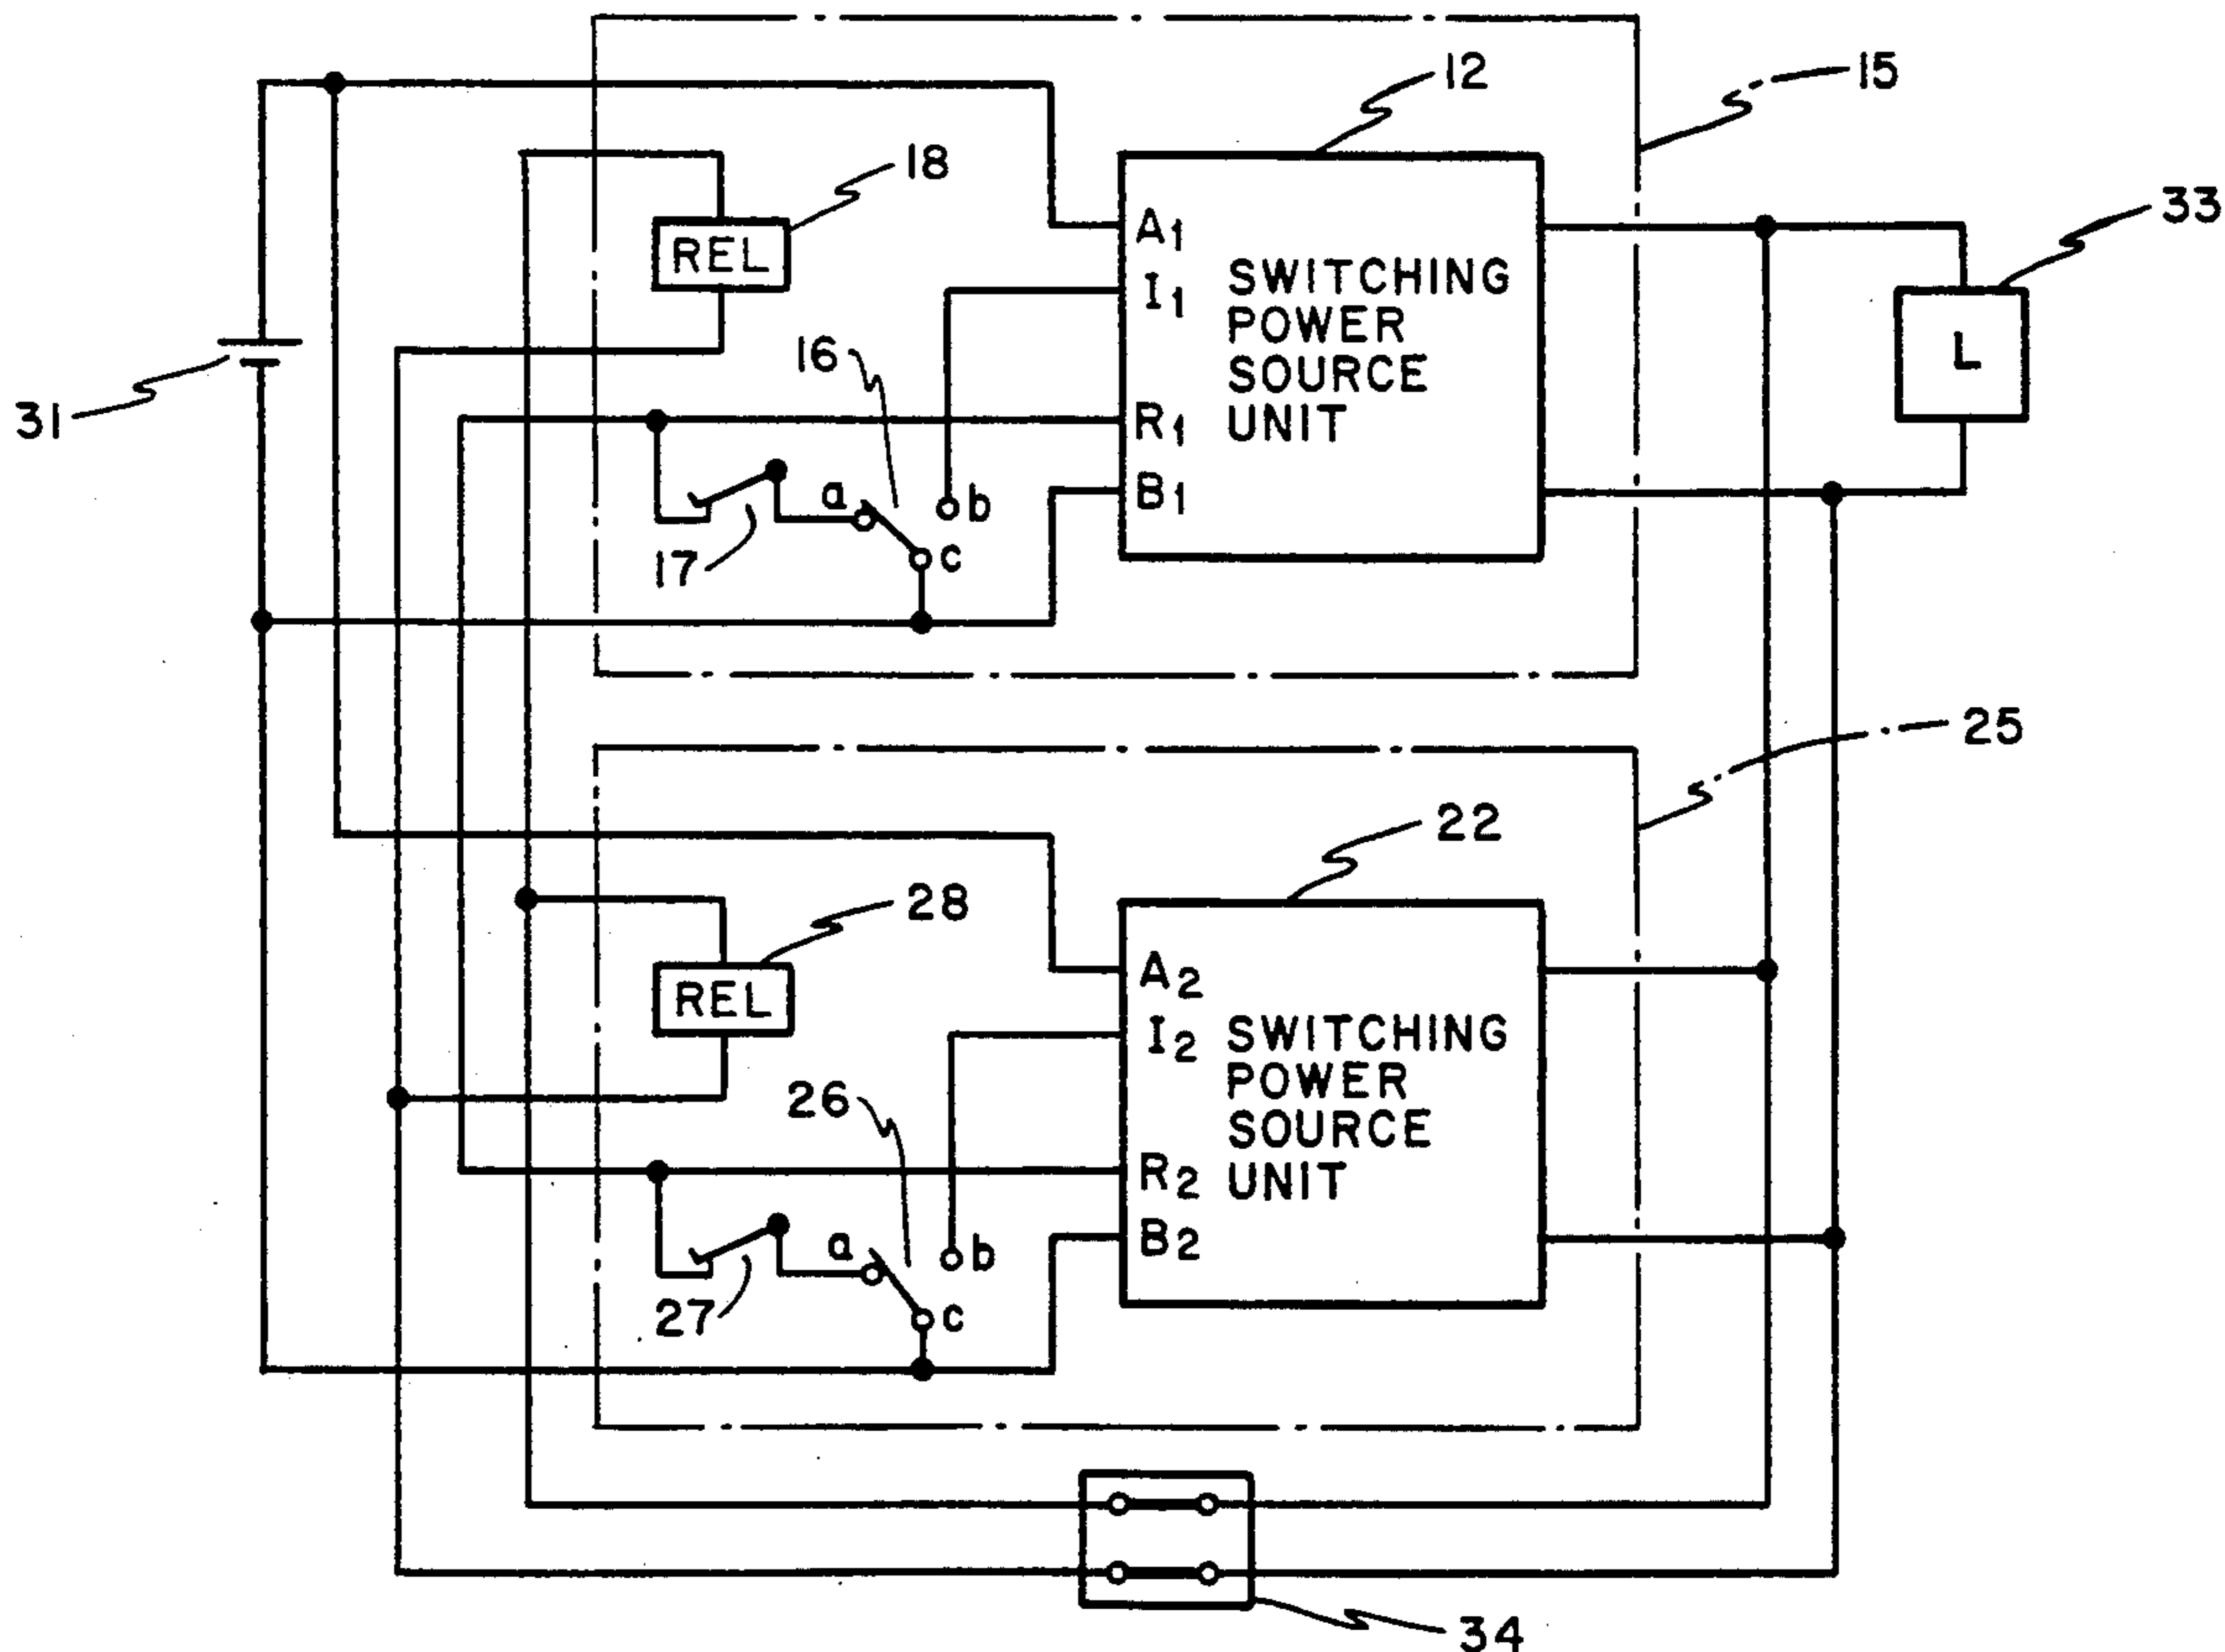 12
15
18
33
REL
A1
I1
SWITCHING
POWER
SOURCE
UNIT
L
16
31
R1
B1
a
b
c
17
25
22
28
REL
A2
I2
SWITCHING
POWER
SOURCE
UNIT
26
R2
B2
a
b
c
27
34